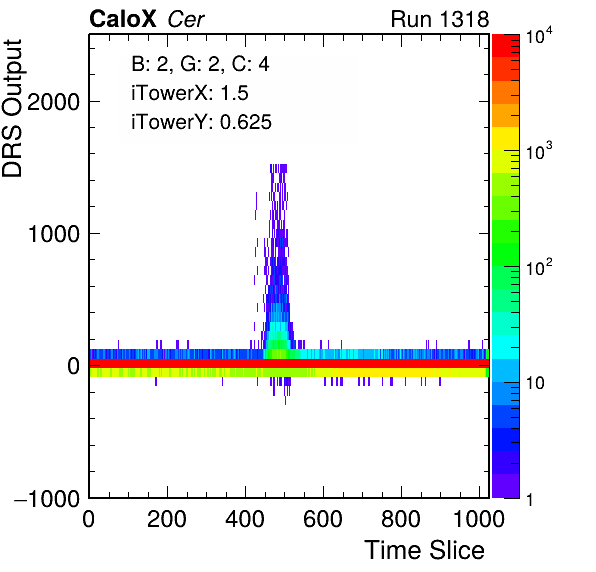 CaloX Cer Run 1318
B: 2, G: 2, C: 4
iTowerX: 1.5
iTowerY: 0.625
DRS Output
2000
1000
0
−1000
0 200 400 600 800 1000
Time Slice
10^4
10^3
10^2
10
1